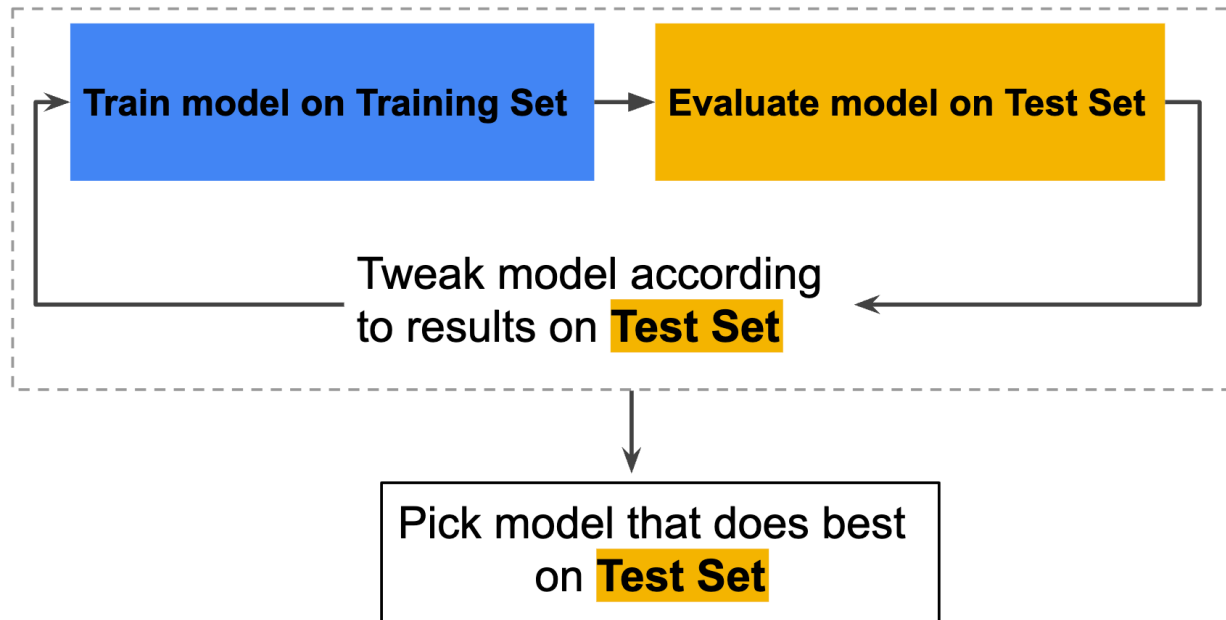 Train model on Training Set
Evaluate model on Test Set
Tweak model according
to results on Test Set
Pick model that does best
on Test Set